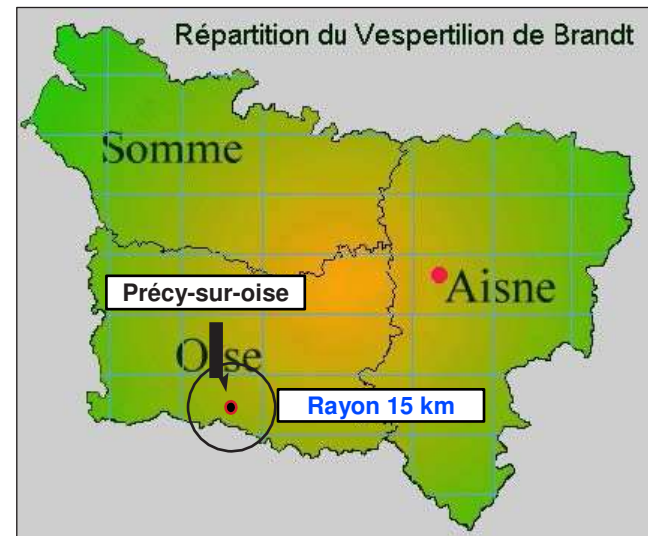 Répartition du Vespertilion de Brandt
Somme
Précy-sur-oise
Aisne
Oise
Rayon 15 km